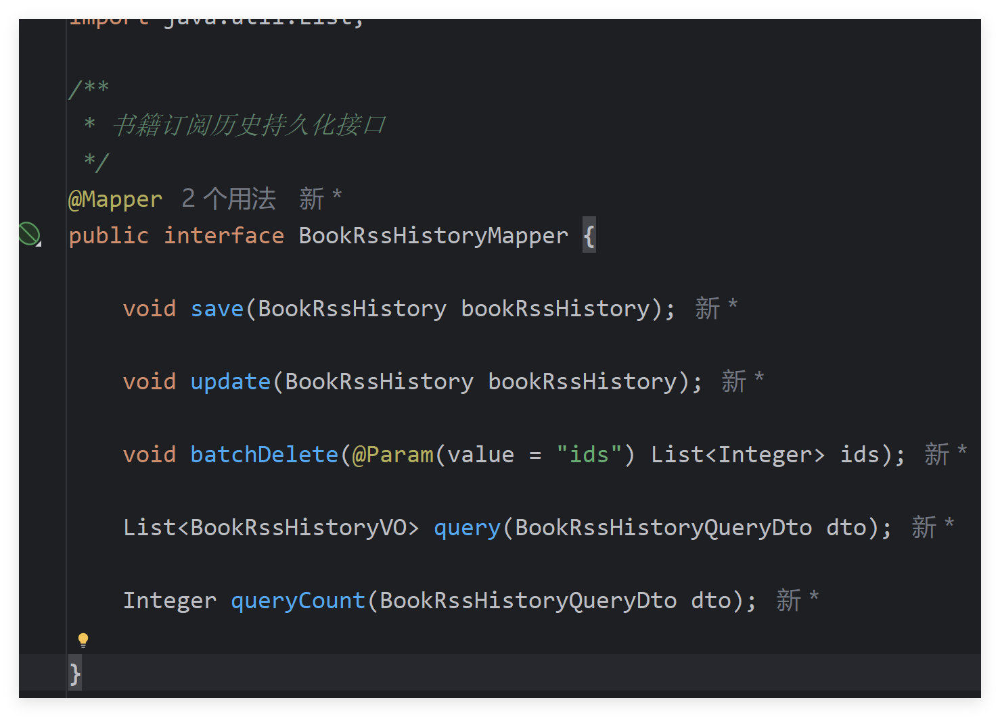 import java.util.List;
/**
* 书籍订阅历史持久化接口
*/
@Mapper 2 个用法 新 *
public interface BookRssHistoryMapper {
void save(BookRssHistory bookRssHistory); 新 *
void update(BookRssHistory bookRssHistory); 新 *
void batchDelete(@Param(value = "ids") List<Integer> ids); 新 *
List<BookRssHistoryVO> query(BookRssHistoryQueryDto dto); 新 *
Integer queryCount(BookRssHistoryQueryDto dto); 新 *
}